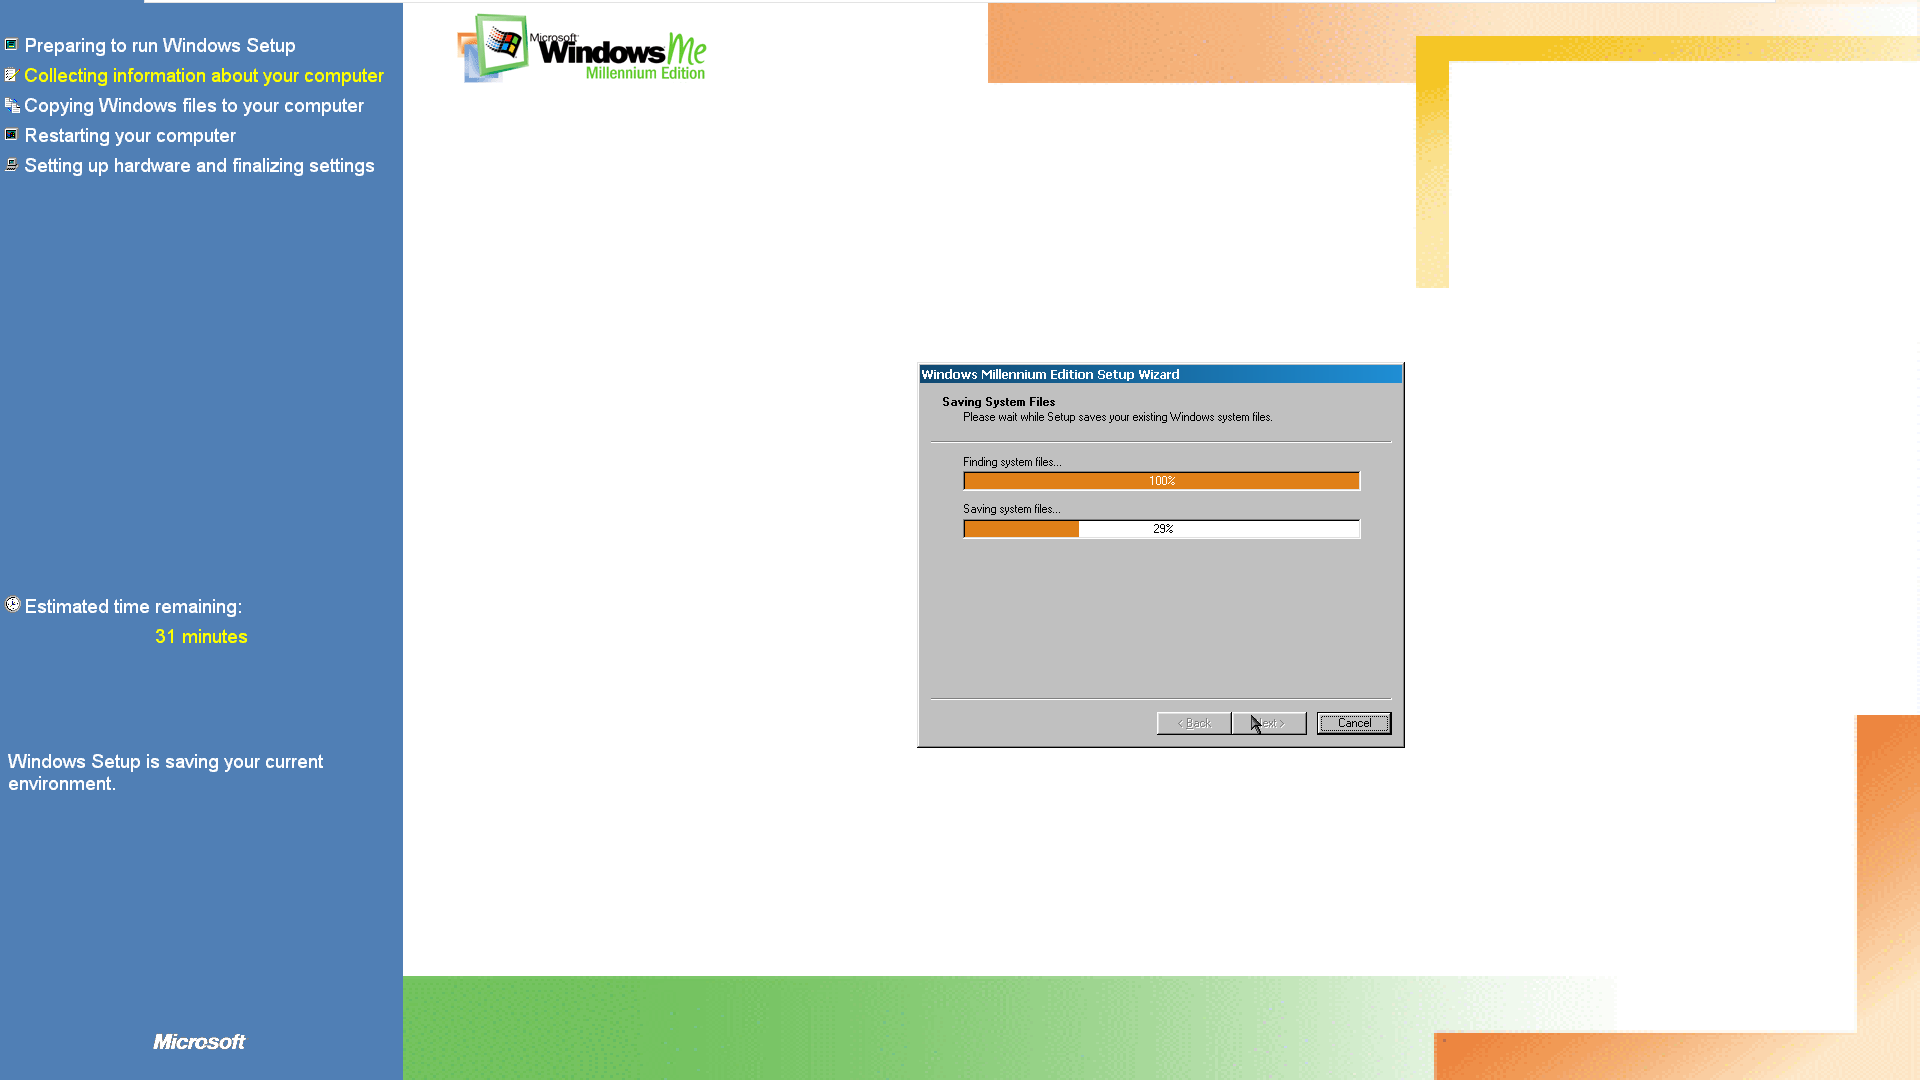 Preparing to run Windows Setup
Collecting information about your computer
Copying Windows files to your computer
Restarting your computer
Setting up hardware and finalizing settings
Estimated time remaining:
31 minutes
Windows Setup is saving your current
environment.
Microsoft
Microsoft
Windows Me
Millennium Edition
Windows Millennium Edition Setup Wizard
Saving System Files
Please wait while Setup saves your existing Windows system files.
Finding system files...
100%
Saving system files...
29%
< Back
ext >
Cancel